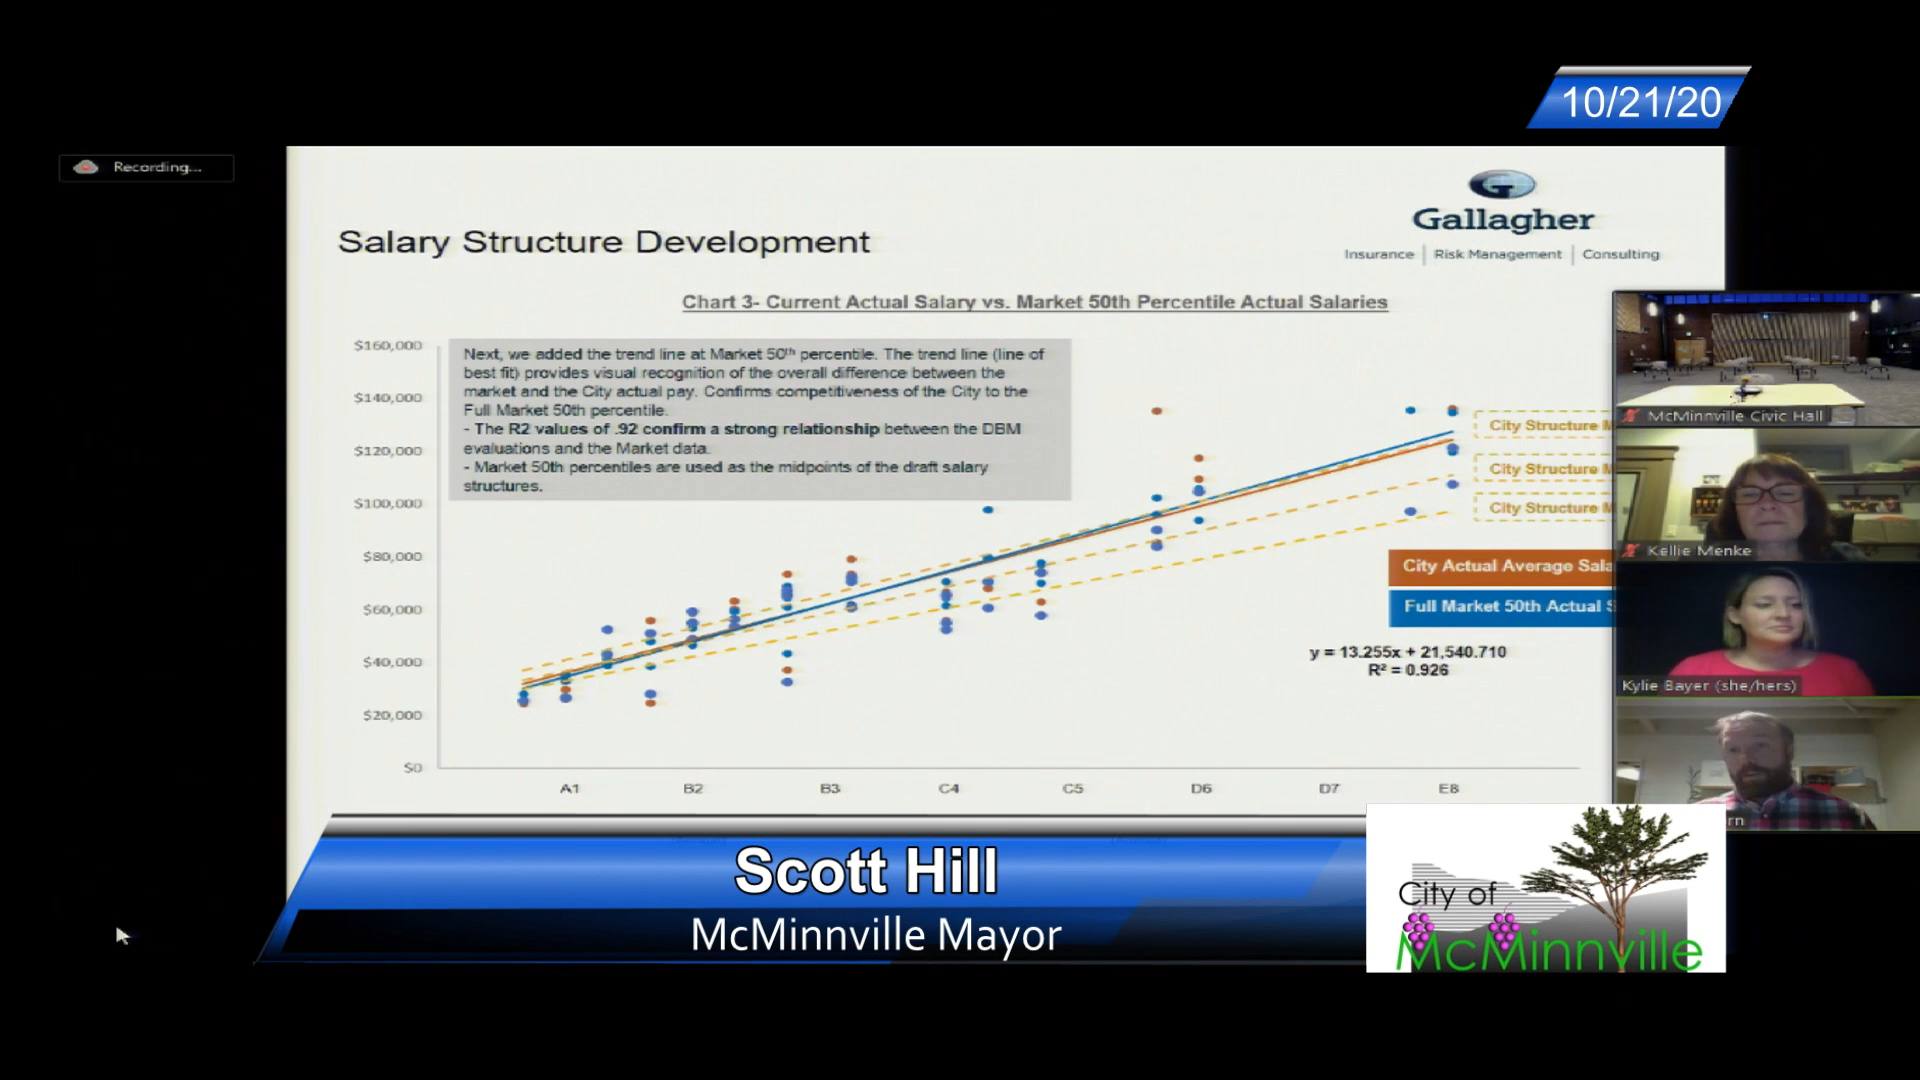 10/21/20
Recording...
Gallagher
Insurance | Risk Management | Consulting
Salary Structure Development
Chart 3- Current Actual Salary vs. Market 50th Percentile Actual Salaries
$160,000
$140,000
$120,000
$100,000
$80,000
$60,000
$40,000
$20,000
$0
Next, we added the trend line at Market 50th percentile. The trend line (line of
best fit) provides visual recognition of the overall difference between the
market and the City actual pay. Confirms competitiveness of the City to the
Full Market 50th percentile.
- The R2 values of .92 confirm a strong relationship between the DBM
evaluations and the Market data.
- Market 50th percentiles are used as the midpoints of the draft salary
structures.
City Structure M
City Structure M
City Structure M
City Actual Average Sala
Full Market 50th Actual S
y = 13.255x + 21,540.710
R² = 0.926
A1 B2 B3 C4 C5 D6 D7 E8
McMinnville Civic Hall
Kellie Menke
Kylie Bayer (she/hers)
rn
Scott Hill
McMinnville Mayor
City of
McMinnville